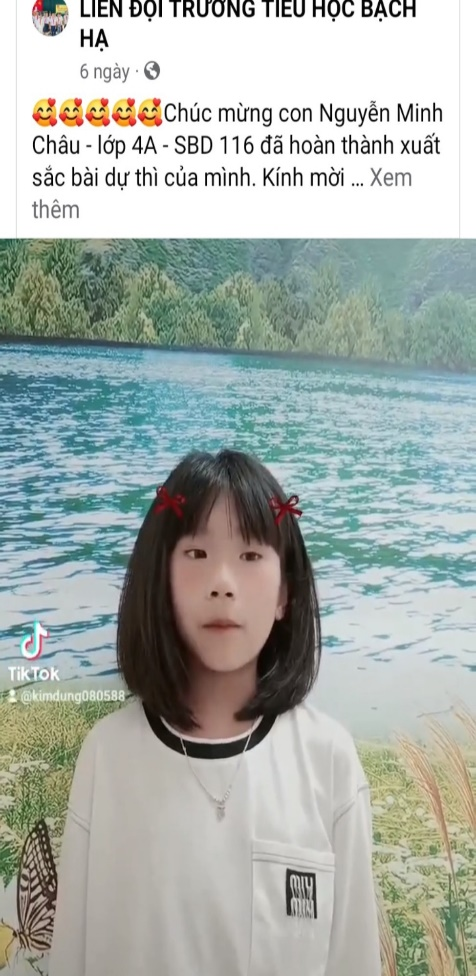 LIÊN ĐỘI TRƯỜNG TIỂU HỌC BẠCH
HẠ
6 ngày ·
Chúc mừng con Nguyễn Minh
Châu - lớp 4A - SBD 116 đã hoàn thành xuất
sắc bài dự thi của mình. Kính mời ... Xem
thêm
TikTok
@kimdung080588